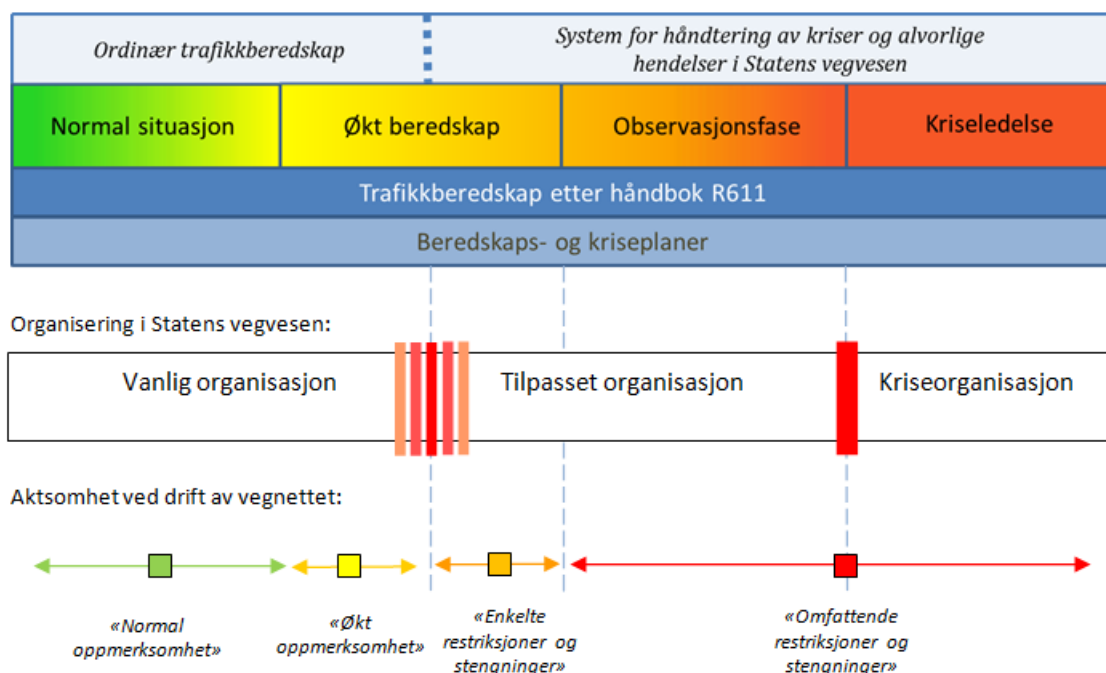 Ordinær trafikkberedskap
System for håndtering av kriser og alvorlige
hendelser i Statens vegvesen
Normal situasjon
Økt beredskap
Observasjonsfase
Kriseledelse
Trafikkberedskap etter håndbok R611
Beredskaps- og kriseplaner
Organisering i Statens vegvesen:
Vanlig organisasjon
Tilpasset organisasjon
Kriseorganisasjon
Aktsomhet ved drift av vegnettet:
«Normal
oppmerksomhet»
«Økt
oppmerksomhet»
«Enkelte
restriksjoner og
stengninger»
«Omfattende
restriksjoner og
stengninger»